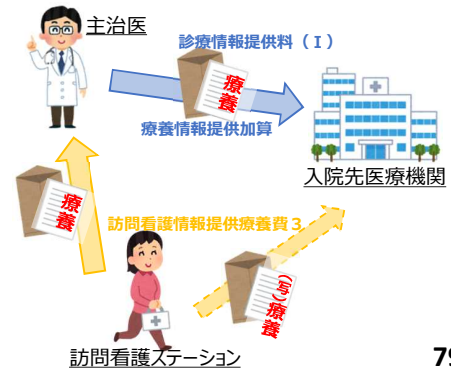 主治医
診療情報提供料（Ⅰ）
療養
療養情報提供加算
入院先医療機関
療養
訪問看護情報提供療養費３
（写）療養
訪問看護ステーション
79